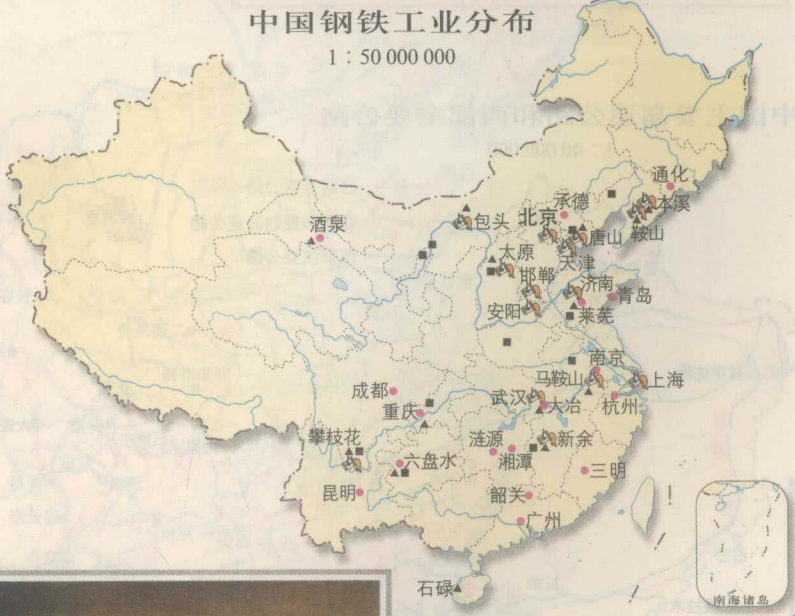 中国钢铁工业分布
1：50 000 000
通化
承德
本溪
北京
鞍山
包头
唐山
酒泉
天津
太原
邯郸
济南
青岛
安阳
莱芜
南京
成都
马鞍山
上海
武汉
大冶
杭州
重庆
攀枝花
涟源
新余
六盘水
湘潭
三明
昆明
韶关
广州
石碌
南海诸岛